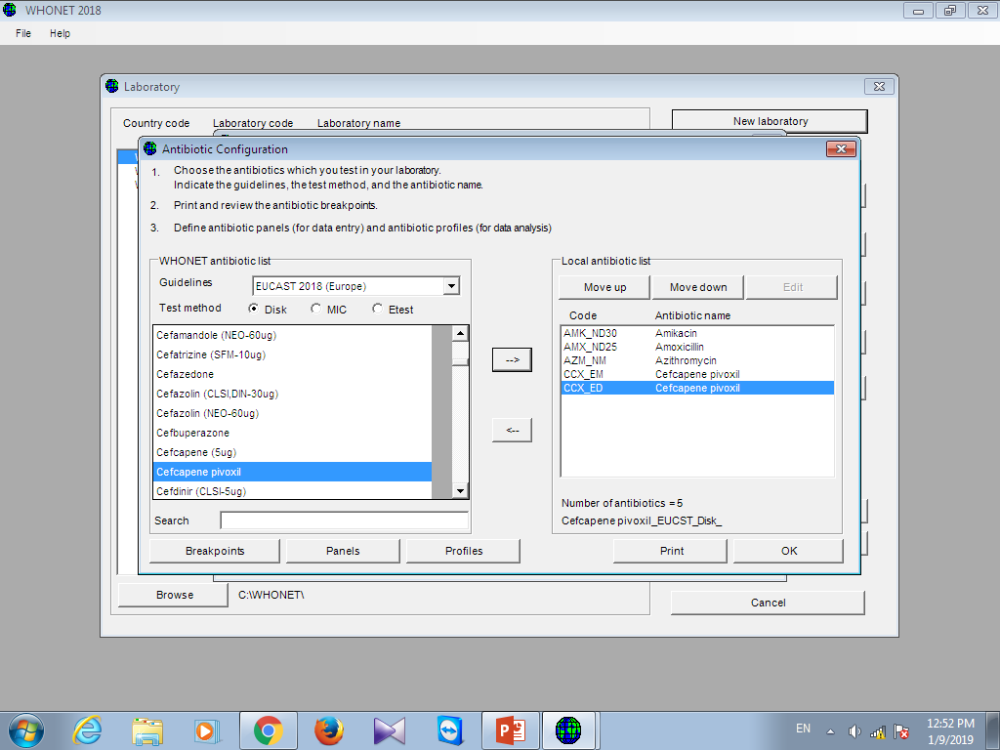 WHONET 2018
File Help
Laboratory
Country code Laboratory code Laboratory name
New laboratory
Antibiotic Configuration
1. Choose the antibiotics which you test in your laboratory.
Indicate the guidelines, the test method, and the antibiotic name.
2. Print and review the antibiotic breakpoints.
3. Define antibiotic panels (for data entry) and antibiotic profiles (for data analysis)
WHONET antibiotic list
Guidelines EUCAST 2018 (Europe)
Test method Disk MIC Etest
Cefamandole (NEO-60ug)
Cefatrizine (SFM-10ug)
Cefazedone
Cefazolin (CLSI,DIN-30ug)
Cefazolin (NEO-60ug)
Cefbuperazone
Cefcapene (5ug)
Cefcapene pivoxil
Cefdinir (CLSI-5ug)
Search
-->
<--
Local antibiotic list
Move up Move down Edit
Code Antibiotic name
AMK_ND30 Amikacin
AMX_ND25 Amoxicillin
AZM_NM Azithromycin
CCX_EM Cefcapene pivoxil
CCX_ED Cefcapene pivoxil
Number of antibiotics = 5
Cefcapene pivoxil_EUCST_Disk_
Breakpoints Panels Profiles Print OK
Browse C:\WHONET\
Cancel
EN
12:52 PM
1/9/2019